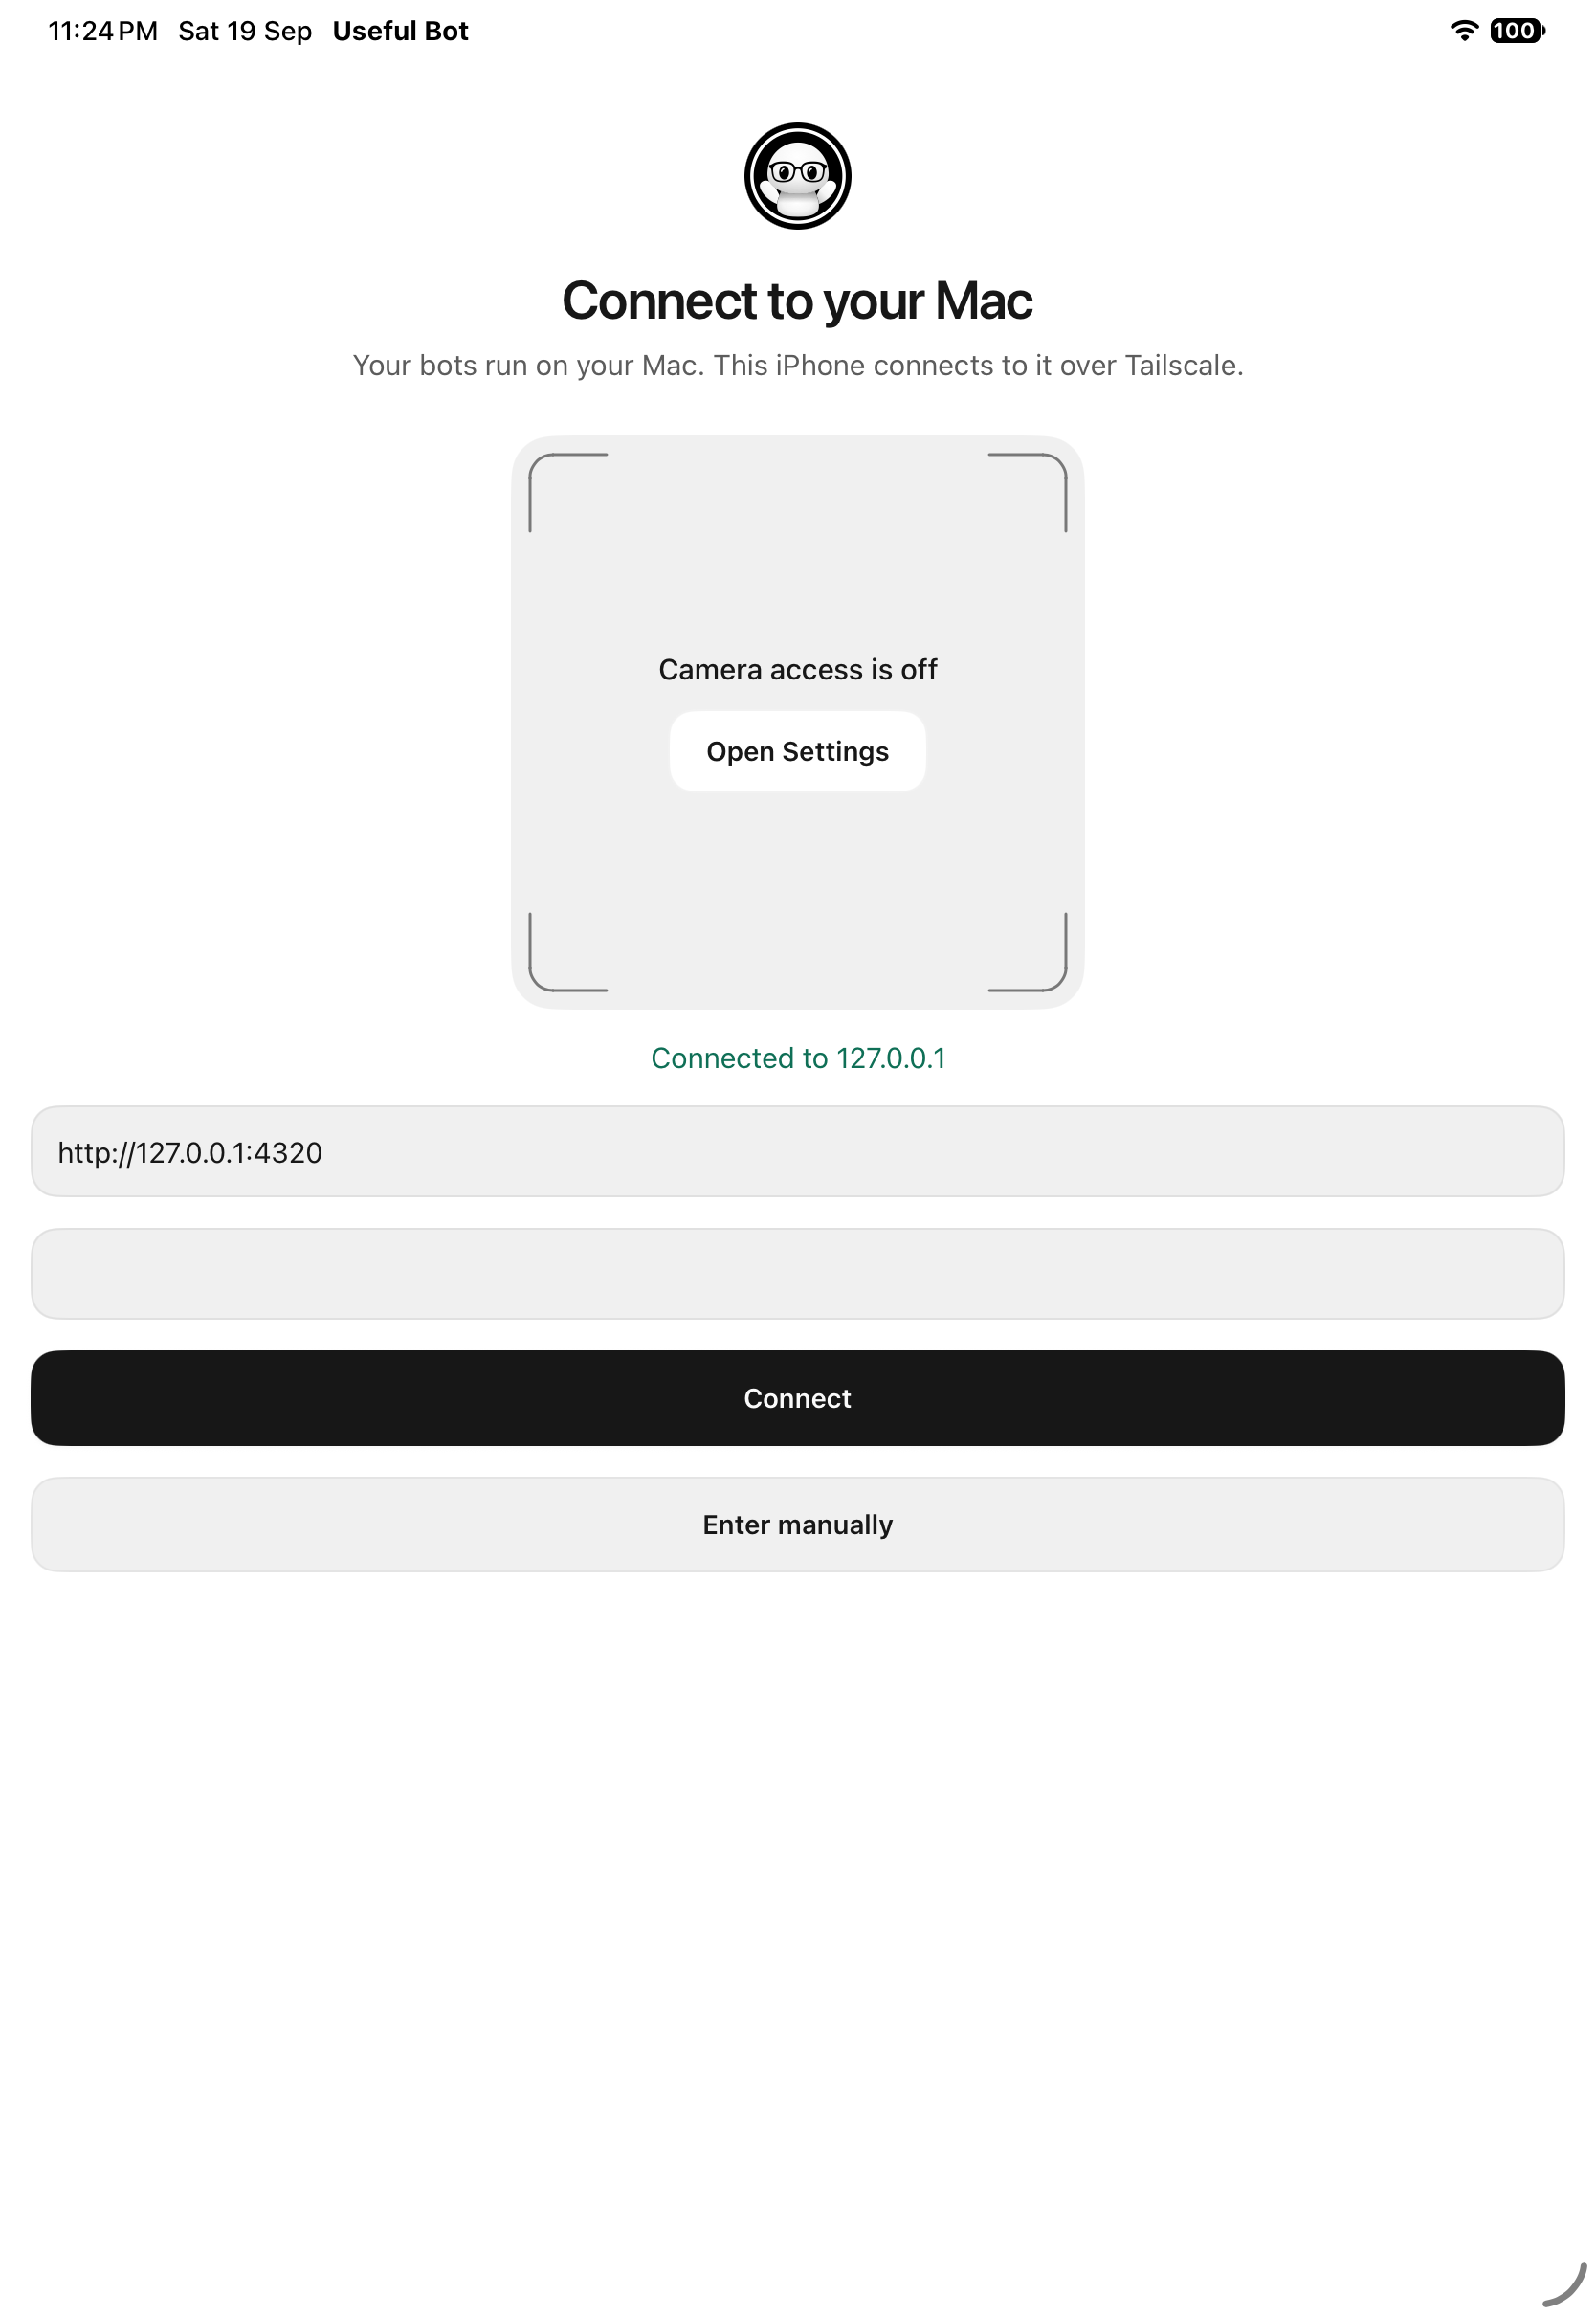 11:24 PM Sat 19 Sep Useful Bot
100
Connect to your Mac
Your bots run on your Mac. This iPhone connects to it over Tailscale.
Camera access is off
Open Settings
Connected to 127.0.0.1
http://127.0.0.1:4320
Connect
Enter manually